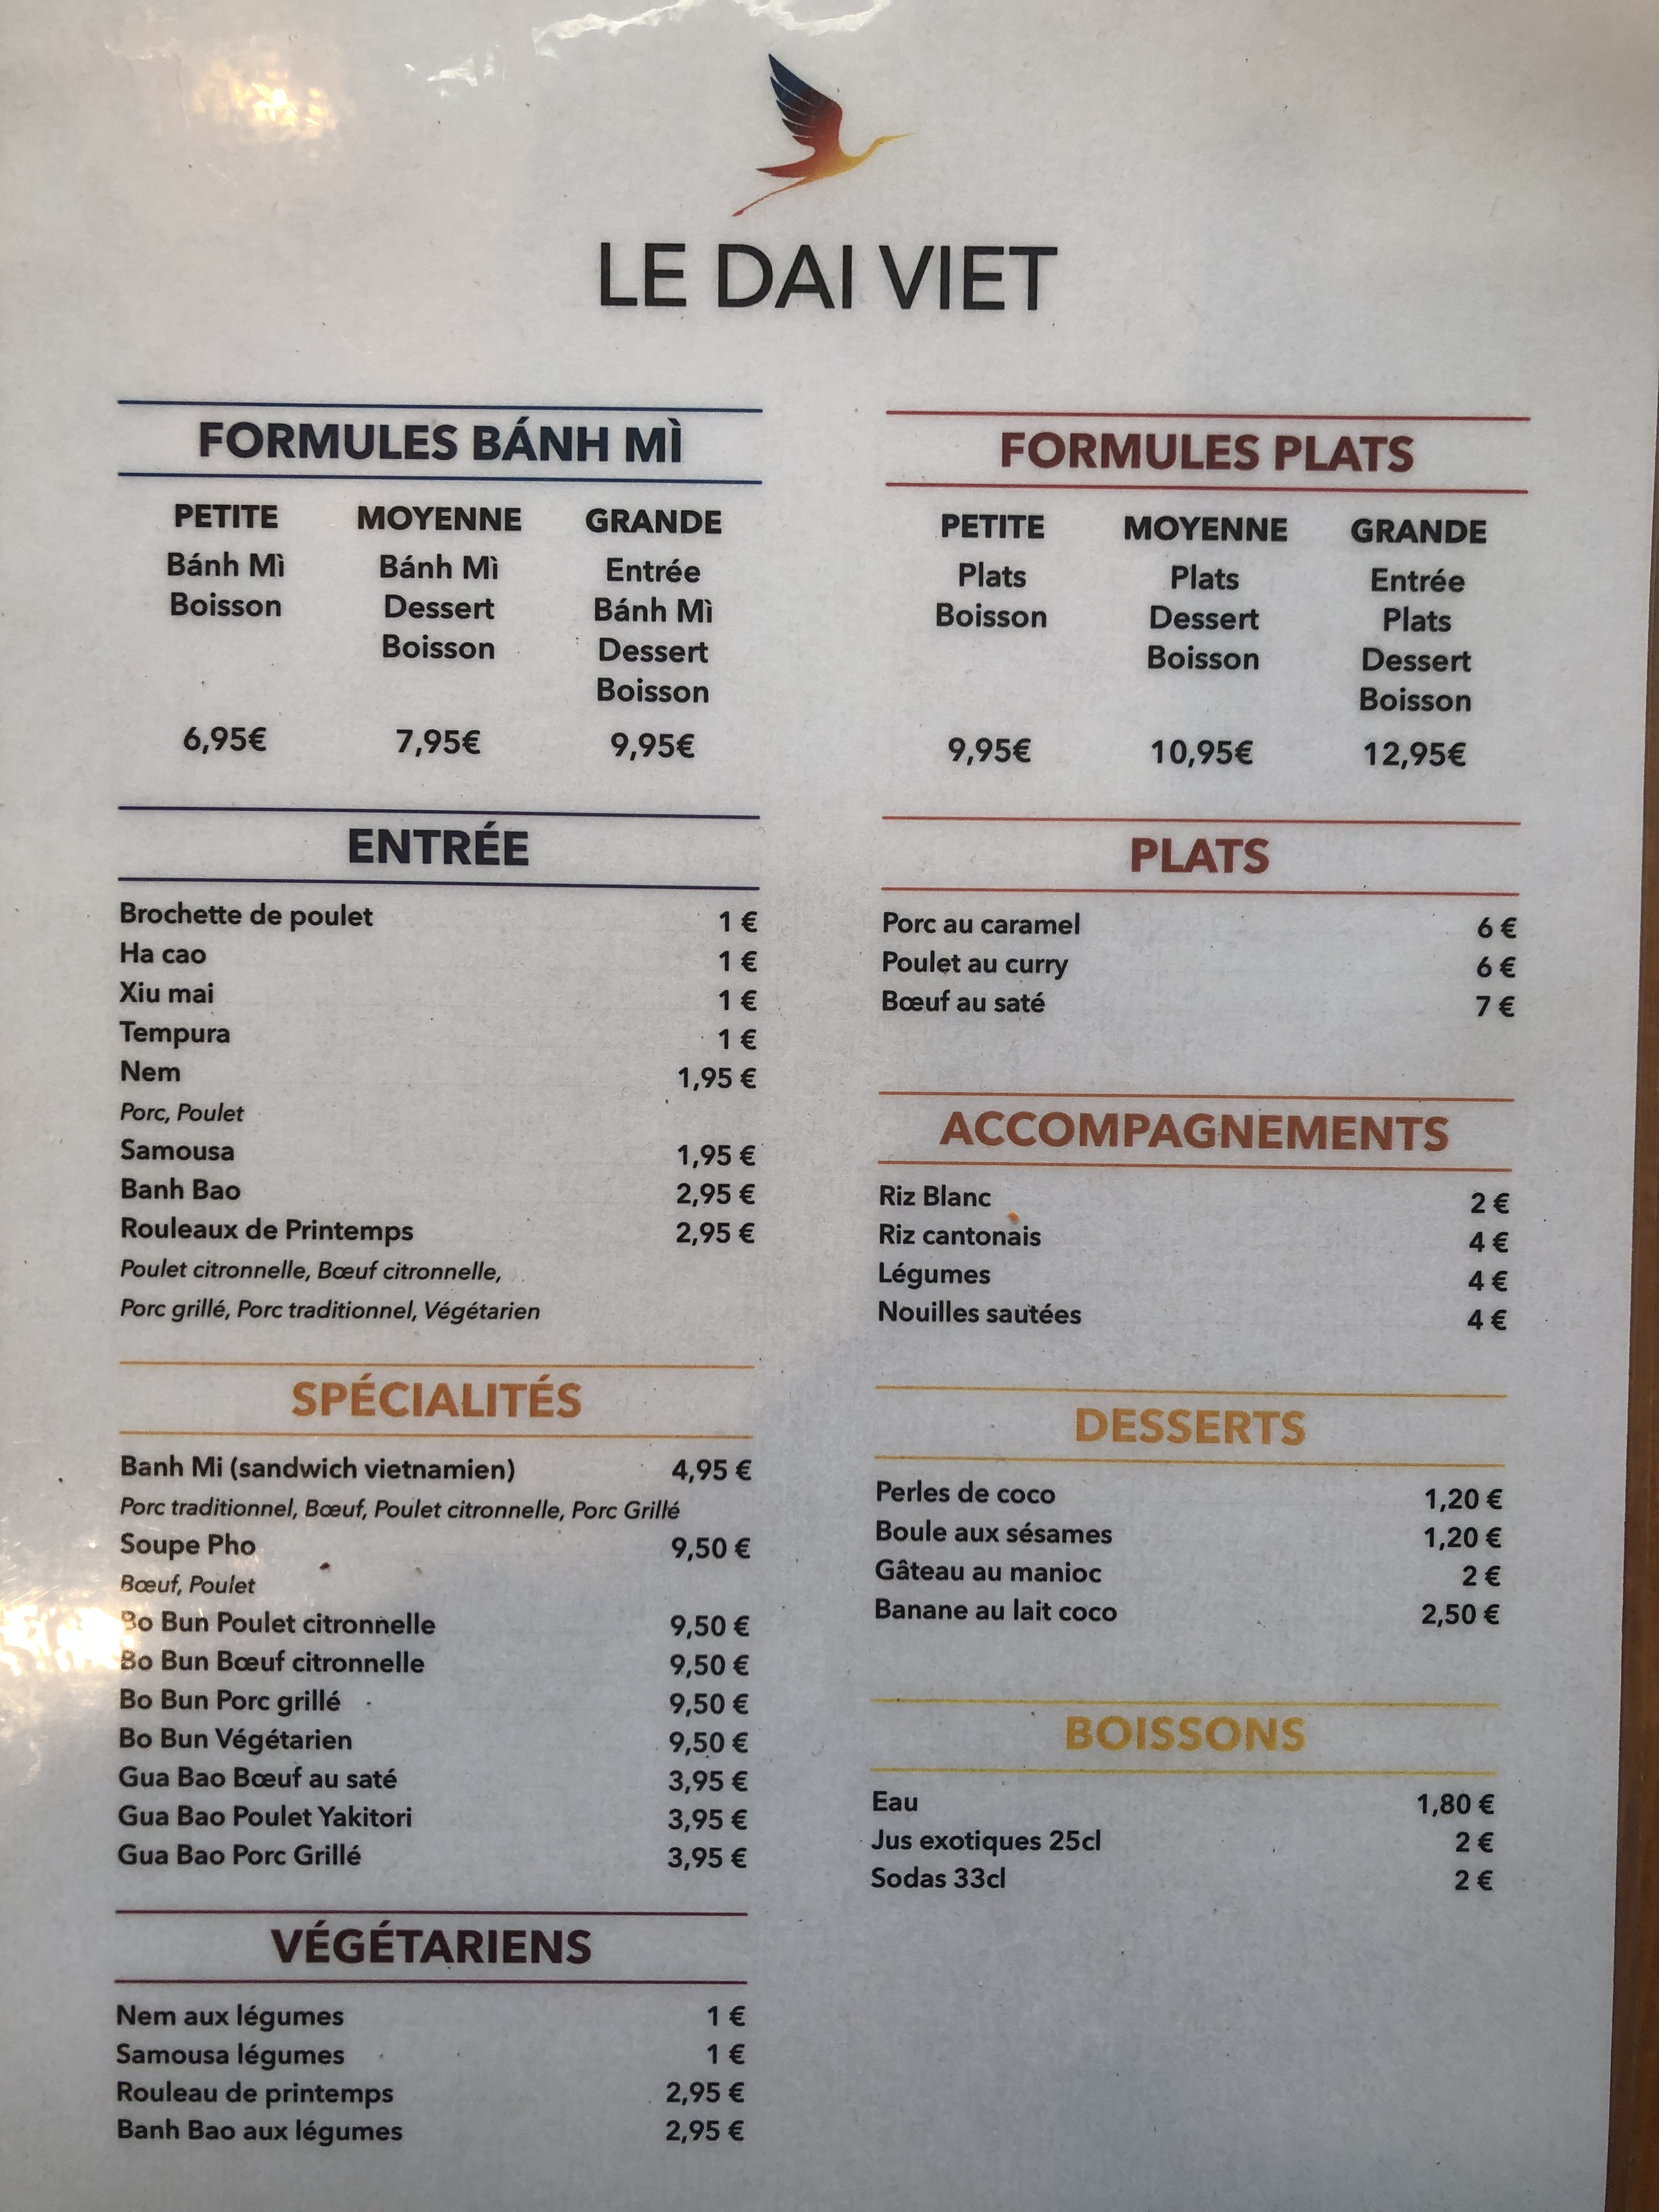 LE DAI VIET
FORMULES BÁNH MÌ
PETITE MOYENNE GRANDE
Bánh Mì Bánh Mì Entrée
Boisson Dessert Bánh Mì
Boisson Dessert
Boisson
6,95€ 7,95€ 9,95€
ENTRÉE
Brochette de poulet 1 €
Ha cao 1 €
Xiu mai 1 €
Tempura 1 €
Nem 1,95 €
Porc, Poulet
Samousa 1,95 €
Banh Bao 2,95 €
Rouleaux de Printemps 2,95 €
Poulet citronnelle, Bœuf citronnelle,
Porc grillé, Porc traditionnel, Végétarien
SPÉCIALITÉS
Banh Mi (sandwich vietnamien) 4,95 €
Porc traditionnel, Bœuf, Poulet citronnelle, Porc Grillé
Soupe Pho 9,50 €
Bœuf, Poulet
Bo Bun Poulet citronnelle 9,50 €
Bo Bun Bœuf citronnelle 9,50 €
Bo Bun Porc grillé 9,50 €
Bo Bun Végétarien 9,50 €
Gua Bao Bœuf au saté 3,95 €
Gua Bao Poulet Yakitori 3,95 €
Gua Bao Porc Grillé 3,95 €
VÉGÉTARIENS
Nem aux légumes 1 €
Samousa légumes 1 €
Rouleau de printemps 2,95 €
Banh Bao aux légumes 2,95 €
FORMULES PLATS
PETITE MOYENNE GRANDE
Plats Plats Entrée
Boisson Dessert Plats
Boisson Dessert
Boisson
9,95€ 10,95€ 12,95€
PLATS
Porc au caramel 6 €
Poulet au curry 6 €
Bœuf au saté 7 €
ACCOMPAGNEMENTS
Riz Blanc 2 €
Riz cantonais 4 €
Légumes 4 €
Nouilles sautées 4 €
DESSERTS
Perles de coco 1,20 €
Boule aux sésames 1,20 €
Gâteau au manioc 2 €
Banane au lait coco 2,50 €
BOISSONS
Eau 1,80 €
Jus exotiques 25cl 2 €
Sodas 33cl 2 €